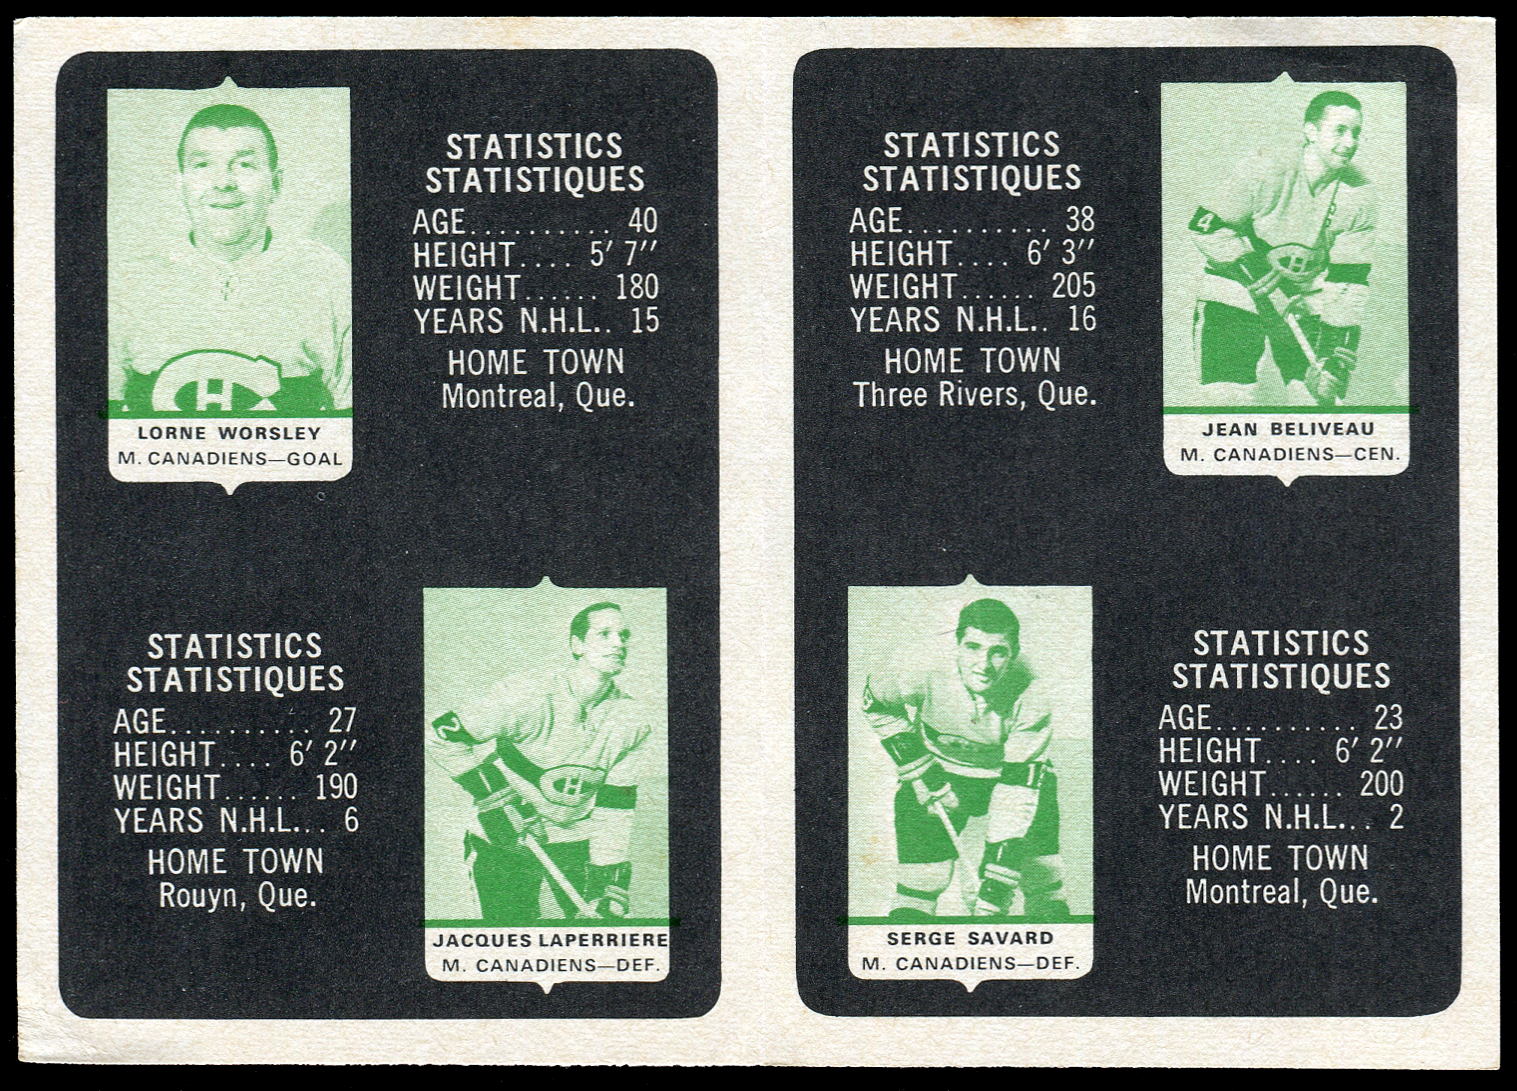 STATISTICS
STATISTIQUES
AGE.......... 40
HEIGHT.... 5′ 7″
WEIGHT...... 180
YEARS N.H.L.. 15
HOME TOWN
Montreal, Que.
LORNE WORSLEY
M. CANADIENS—GOAL
STATISTICS
STATISTIQUES
AGE.......... 27
HEIGHT.... 6′ 2″
WEIGHT...... 190
YEARS N.H.L... 6
HOME TOWN
Rouyn, Que.
2
JACQUES LAPERRIERE
M. CANADIENS—DEF.
STATISTICS
STATISTIQUES
AGE.......... 38
HEIGHT.... 6′ 3″
WEIGHT...... 205
YEARS N.H.L.. 16
HOME TOWN
Three Rivers, Que.
4
JEAN BELIVEAU
M. CANADIENS—CEN.
SERGE SAVARD
M. CANADIENS—DEF.
STATISTICS
STATISTIQUES
AGE.......... 23
HEIGHT.... 6′ 2″
WEIGHT...... 200
YEARS N.H.L... 2
HOME TOWN
Montreal, Que.